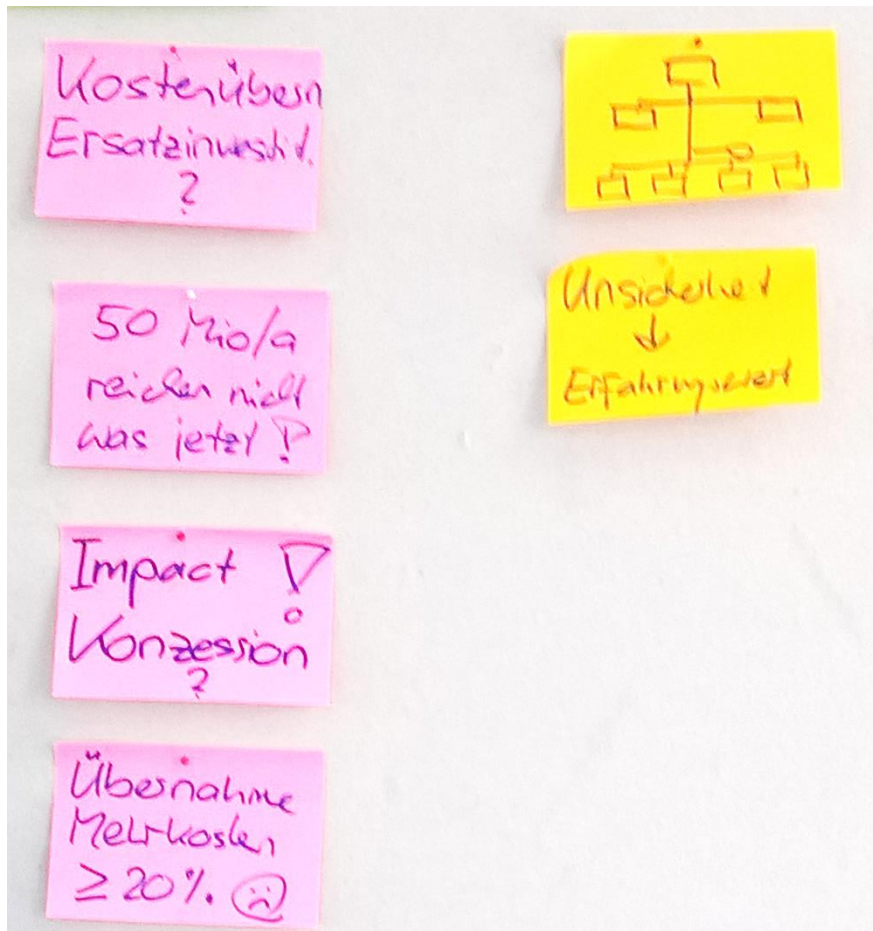 Kostenübern
Ersatzinvestit.
?
50 Mio/a
reichen nicht
was jetzt ?
Impact !
Konzession
?
Übernahme
Mehrkosten
≥ 20%. ☹
Unsicherheit
↓
Erfahrungswert